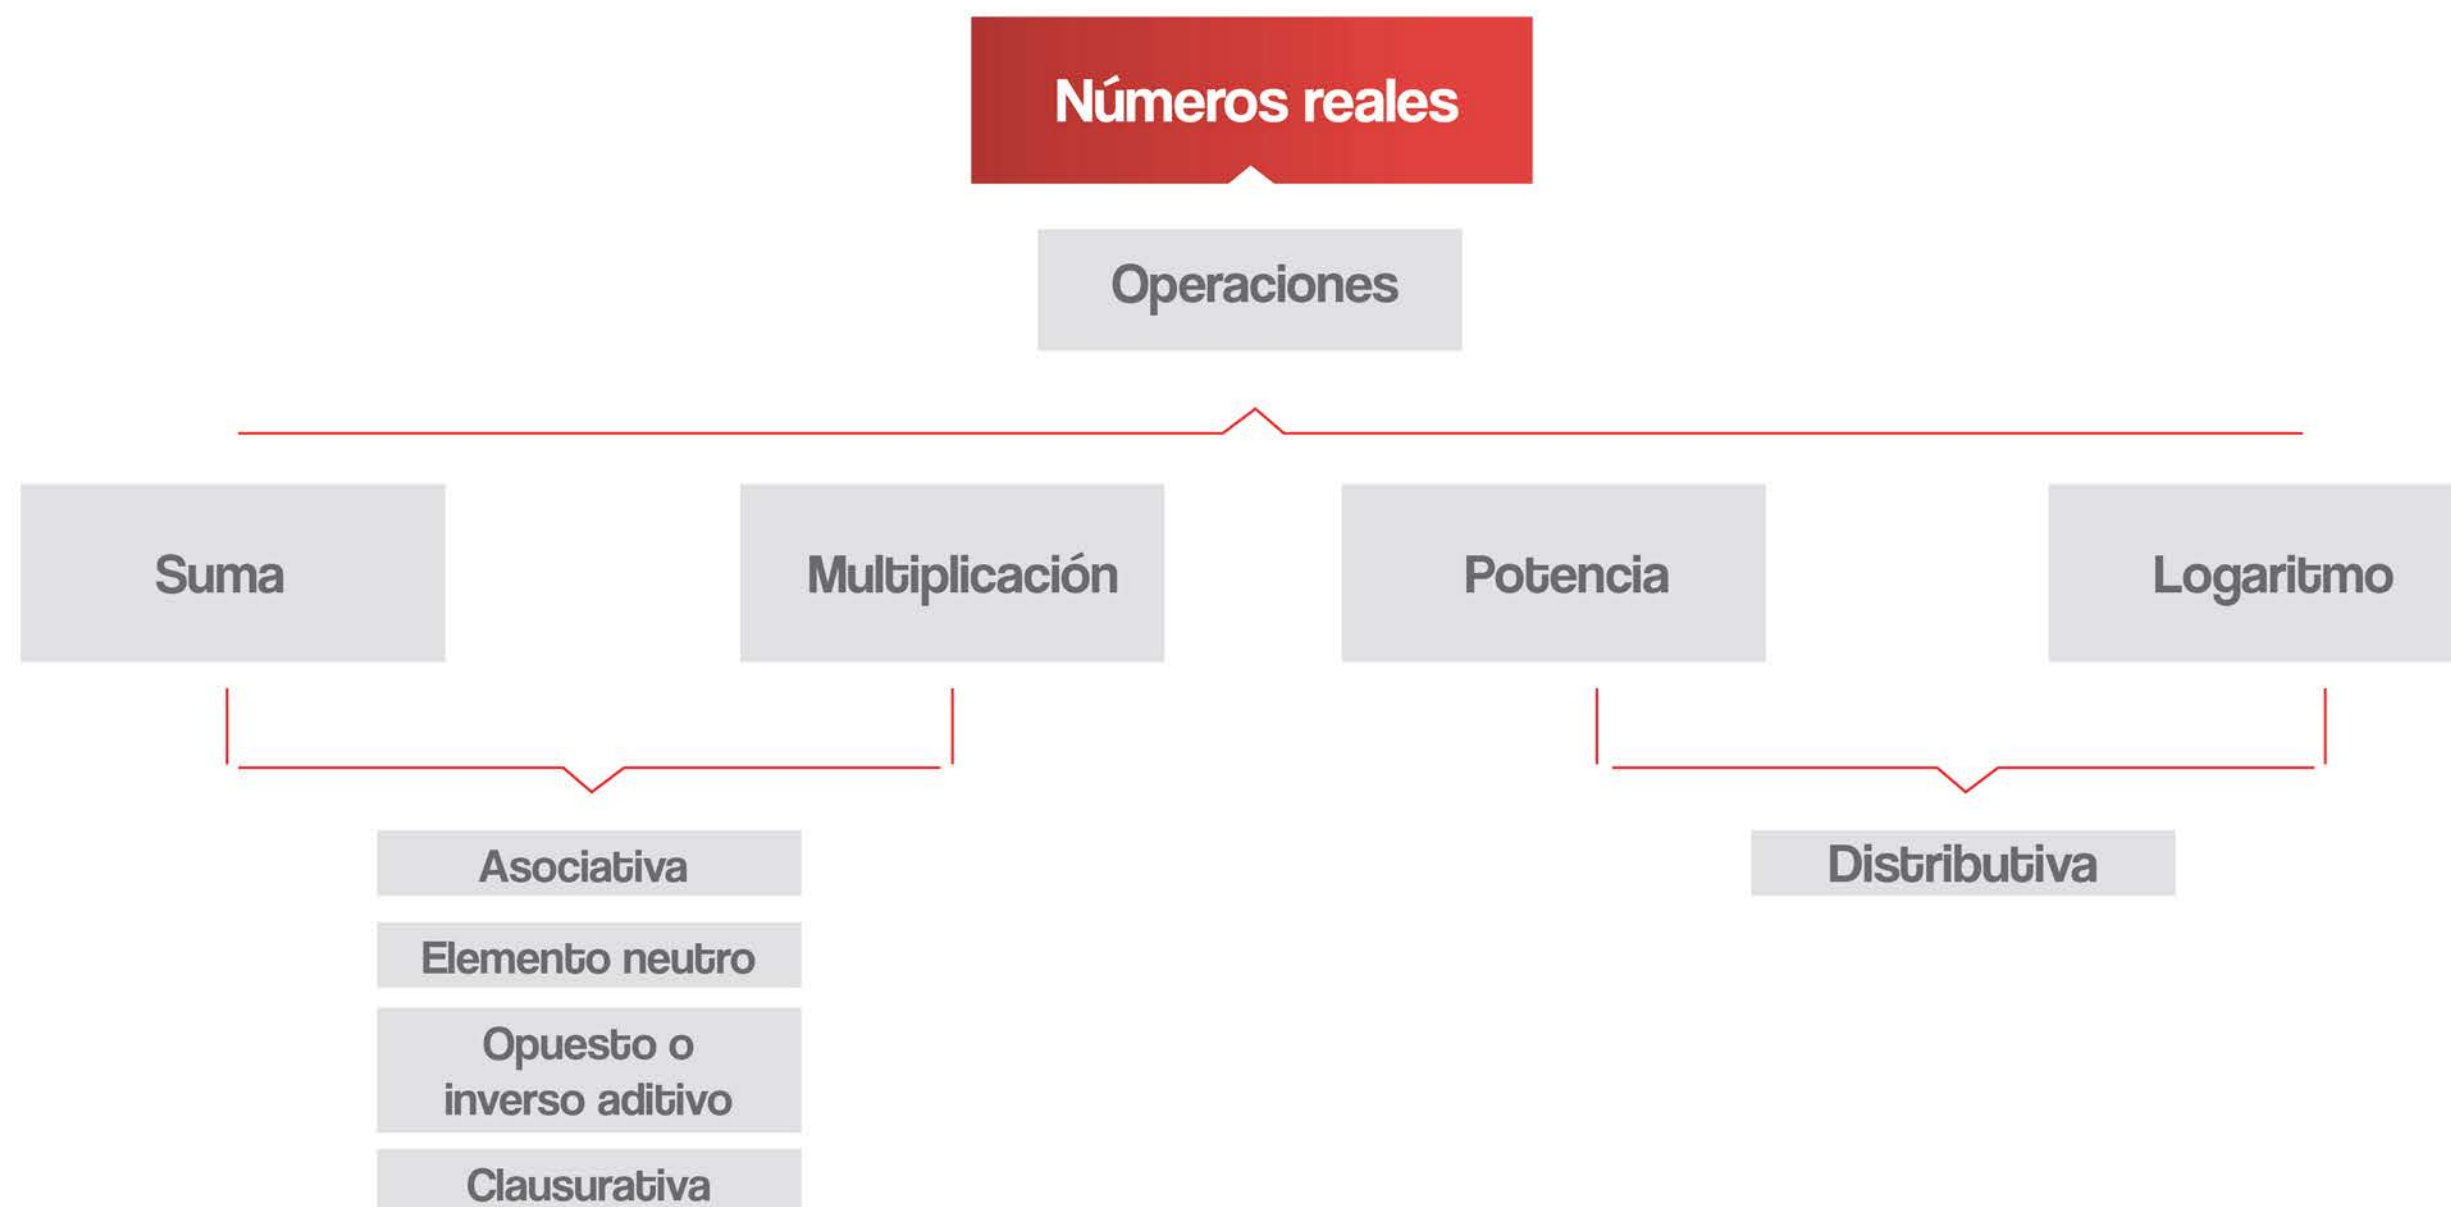 Números reales
Operaciones
Suma
Multiplicación
Potencia
Logaritmo
Asociativa
Distributiva
Elemento neutro
Opuesto o
inverso aditivo
Clausurativa